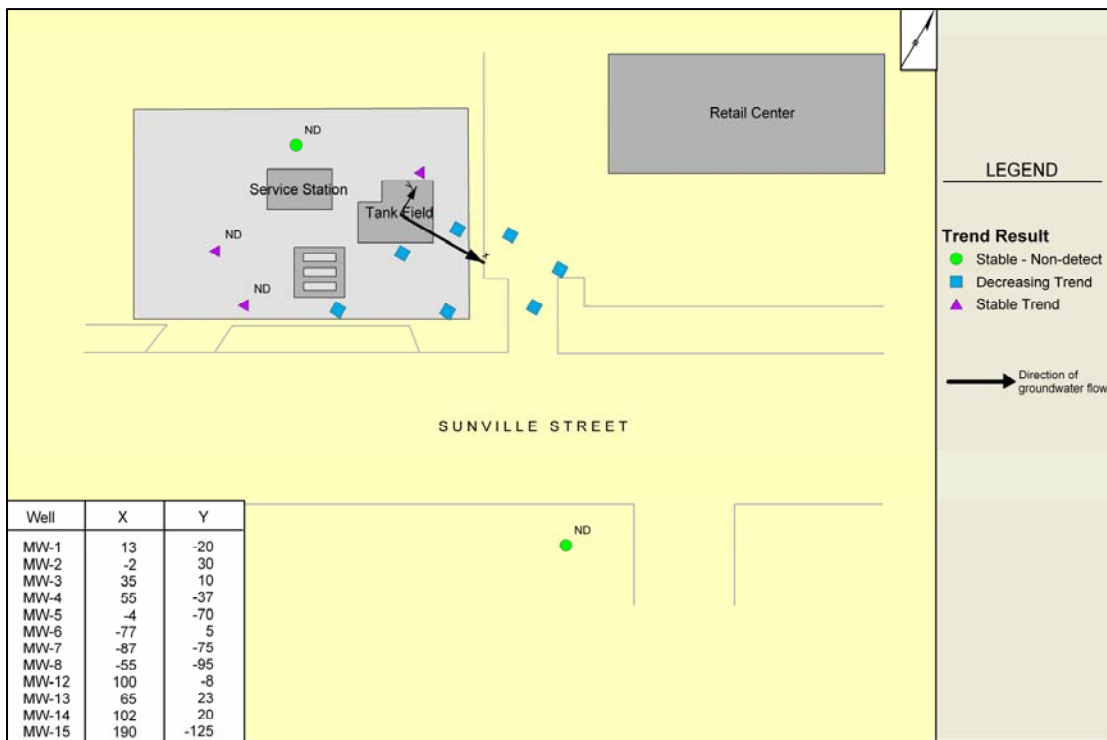 ND
Service Station
Tank Field
Y
X
ND
ND
Retail Center
SUNVILLE STREET
ND
LEGEND
Trend Result
Stable - Non-detect
Decreasing Trend
Stable Trend
Direction of
groundwater flow
Well X Y
MW-1 13 -20
MW-2 -2 30
MW-3 35 10
MW-4 55 -37
MW-5 -4 -70
MW-6 -77 5
MW-7 -87 -75
MW-8 -55 -95
MW-12 100 -8
MW-13 65 23
MW-14 102 20
MW-15 190 -125